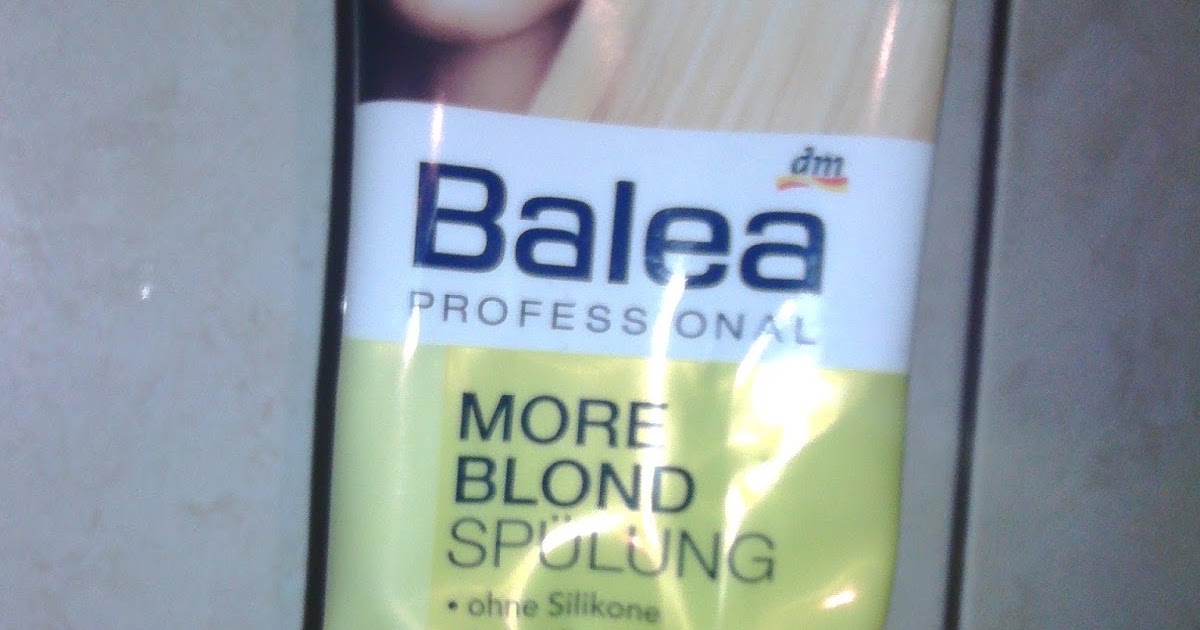 dm
Balea
PROFESSIONAL
MORE
BLOND
SPÜLUNG
• ohne Silikone